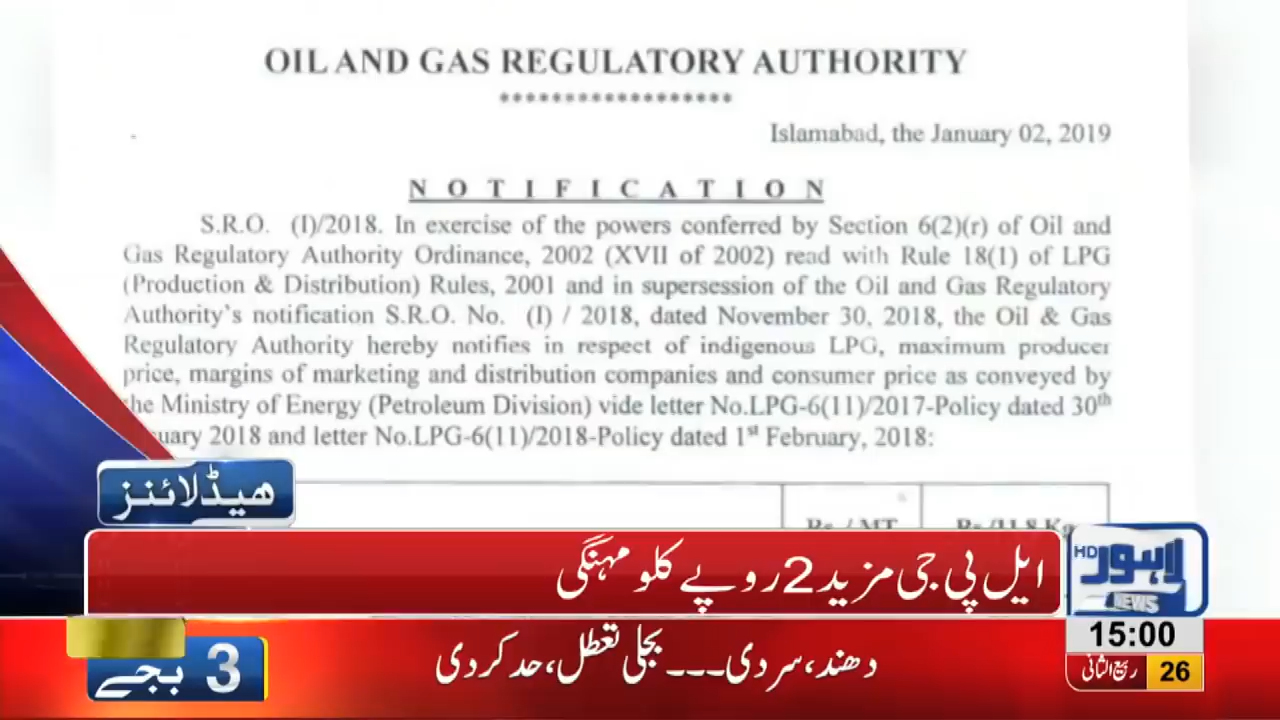 OIL AND GAS REGULATORY AUTHORITY
******************
Islamabad, the January 02, 2019
N O T I F I C A T I O N
S.R.O. (I)/2018. In exercise of the powers conferred by Section 6(2)(r) of Oil and
Gas Regulatory Authority Ordinance, 2002 (XVII of 2002) read with Rule 18(1) of LPG
(Production & Distribution) Rules, 2001 and in supersession of the Oil and Gas Regulatory
Authority's notification S.R.O. No. (I) / 2018, dated November 30, 2018, the Oil & Gas
Regulatory Authority hereby notifies in respect of indigenous LPG, maximum producer
price, margins of marketing and distribution companies and consumer price as conveyed by
the Ministry of Energy (Petroleum Division) vide letter No.LPG-6(11)/2017-Policy dated 30th
2018 and letter No.LPG-6(11)/2018-Policy dated 1st February, 2018:
Rs. / MT Rs./11.8 Kg
ھیڈلائنز
ایل پی جی مزید 2 روپے کلو مہنگی
HD لاہور
NEWS
15:00
26 ربیع الثانی
3 بجے
دھند، سردی۔۔۔ بجلی تعطل، حد کردی